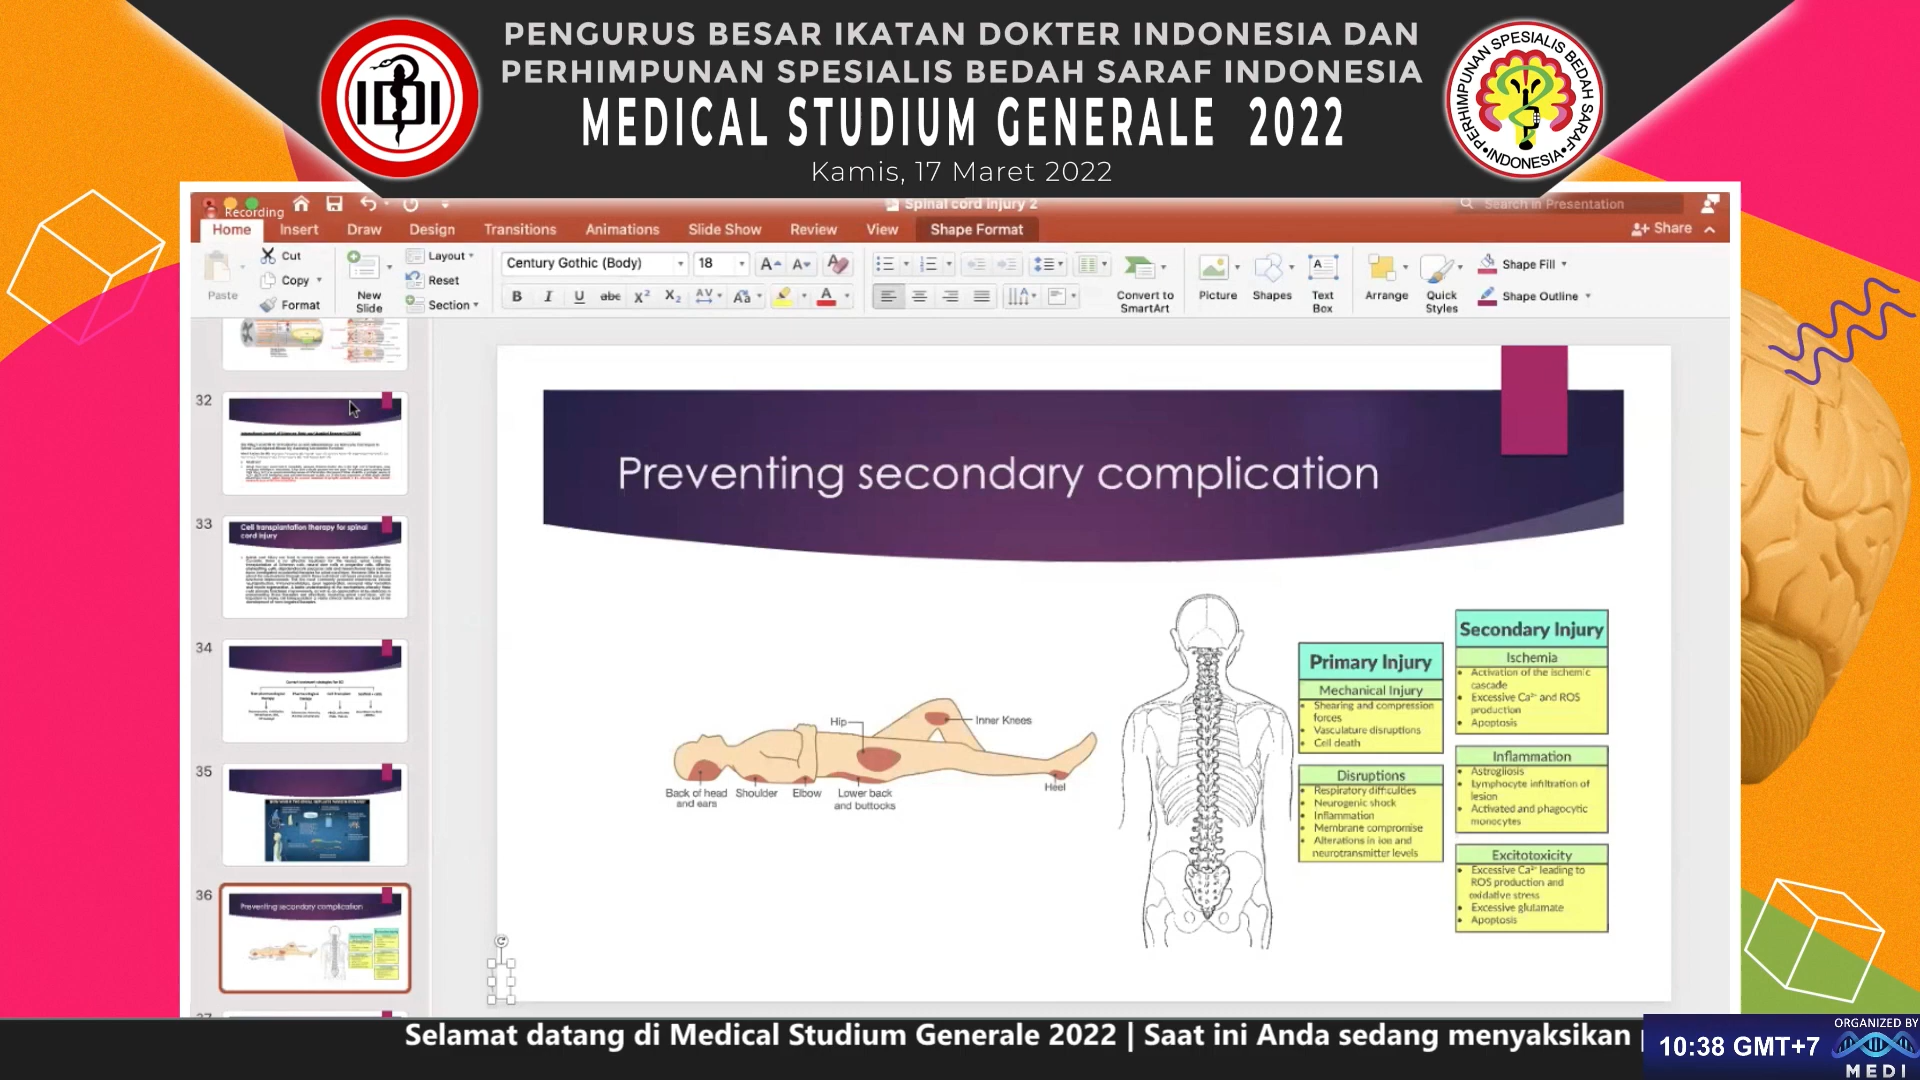 PENGURUS BESAR IKATAN DOKTER INDONESIA DAN
PERHIMPUNAN SPESIALIS BEDAH SARAF INDONESIA
MEDICAL STUDIUM GENERALE 2022
Kamis, 17 Maret 2022
IDI
PERHIMPUNAN SPESIALIS BEDAH SARAF
INDONESIA
Recording
Spinal cord injury 2
Search in Presentation
Home Insert Draw Design Transitions Animations Slide Show Review View Shape Format
Share
Paste
Cut
Copy
Format
New
Slide
Layout
Reset
Section
Century Gothic (Body)
18
Convert to
SmartArt
Picture
Shapes
Text
Box
Arrange
Quick
Styles
Shape Fill
Shape Outline
32
33
Cell transplantation therapy for spinal
cord injury
34
35
36
Preventing secondary complication
37
Preventing secondary complication
Hip
Inner Knees
Back of head
and ears
Shoulder
Elbow
Lower back
and buttocks
Heel
Primary Injury
Mechanical Injury
• Shearing and compression
forces
• Vasculature disruptions
• Cell death
Disruptions
• Respiratory difficulties
• Neurogenic shock
• Inflammation
• Membrane compromise
• Alterations in ion and
neurotransmitter levels
Secondary Injury
Ischemia
• Activation of the ischemic
cascade
• Excessive Ca²⁺ and ROS
production
• Apoptosis
Inflammation
• Astrogliosis
• Lymphocyte infiltration of
lesion
• Activated and phagocytic
monocytes
Excitotoxicity
• Excessive Ca²⁺ leading to
ROS production and
oxidative stress
• Excessive glutamate
• Apoptosis
Selamat datang di Medical Studium Generale 2022 | Saat ini Anda sedang menyaksikan
10:38 GMT+7
ORGANIZED BY
MEDI